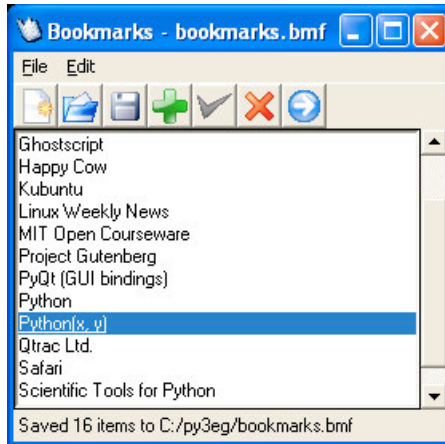 Bookmarks - bookmarks.bmf
File Edit
Ghostscript
Happy Cow
Kubuntu
Linux Weekly News
MIT Open Courseware
Project Gutenberg
PyQt (GUI bindings)
Python
Python(x, y)
Qtrac Ltd.
Safari
Scientific Tools for Python
Saved 16 items to C:/py3eg/bookmarks.bmf